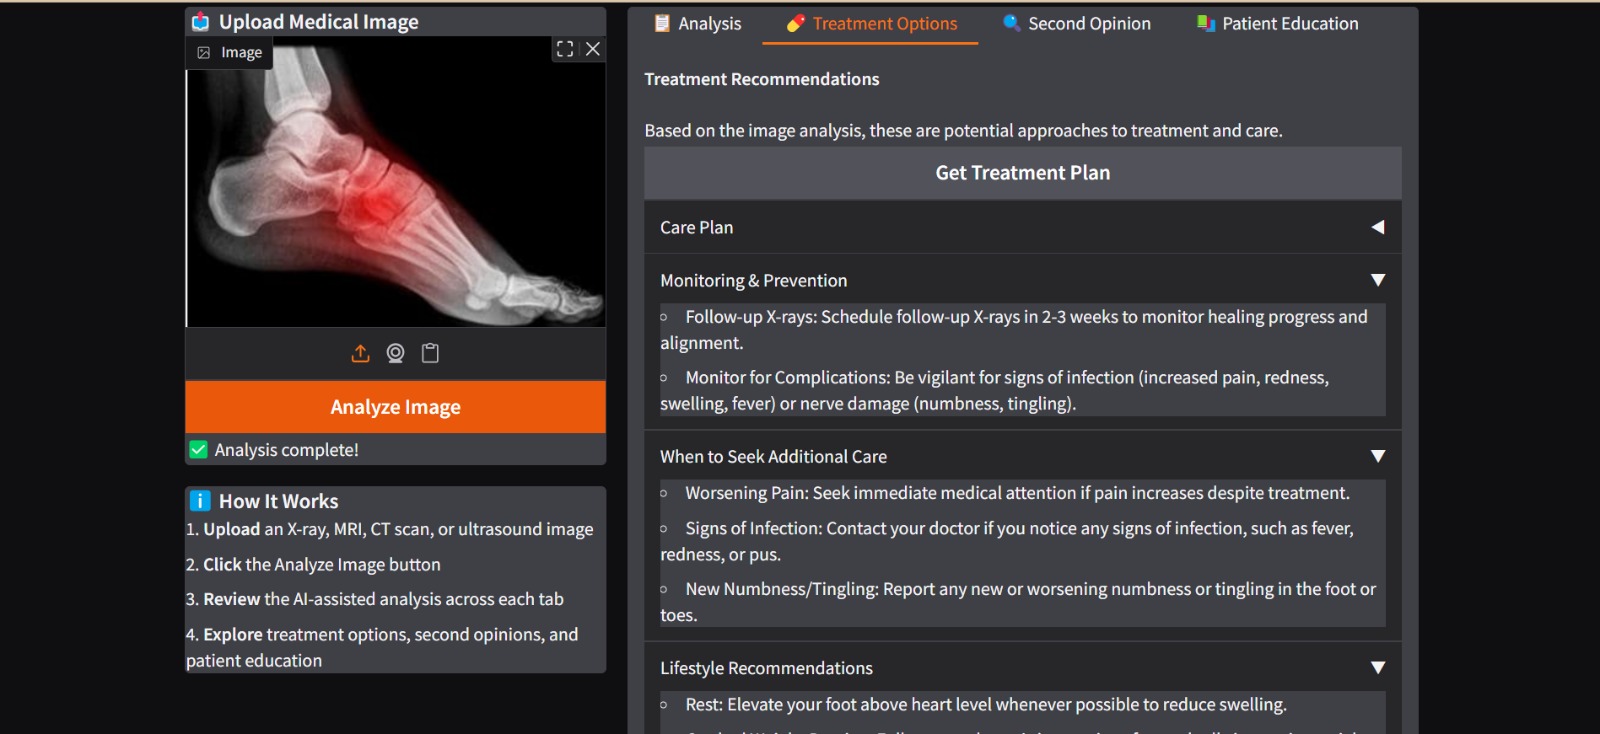 Upload Medical Image
Image
Analyze Image
Analysis complete!
How It Works
1. Upload an X-ray, MRI, CT scan, or ultrasound image
2. Click the Analyze Image button
3. Review the AI-assisted analysis across each tab
4. Explore treatment options, second opinions, and
patient education
Analysis
Treatment Options
Second Opinion
Patient Education
Treatment Recommendations
Based on the image analysis, these are potential approaches to treatment and care.
Get Treatment Plan
Care Plan
Monitoring & Prevention
Follow-up X-rays: Schedule follow-up X-rays in 2-3 weeks to monitor healing progress and
alignment.
Monitor for Complications: Be vigilant for signs of infection (increased pain, redness,
swelling, fever) or nerve damage (numbness, tingling).
When to Seek Additional Care
Worsening Pain: Seek immediate medical attention if pain increases despite treatment.
Signs of Infection: Contact your doctor if you notice any signs of infection, such as fever,
redness, or pus.
New Numbness/Tingling: Report any new or worsening numbness or tingling in the foot or
toes.
Lifestyle Recommendations
Rest: Elevate your foot above heart level whenever possible to reduce swelling.